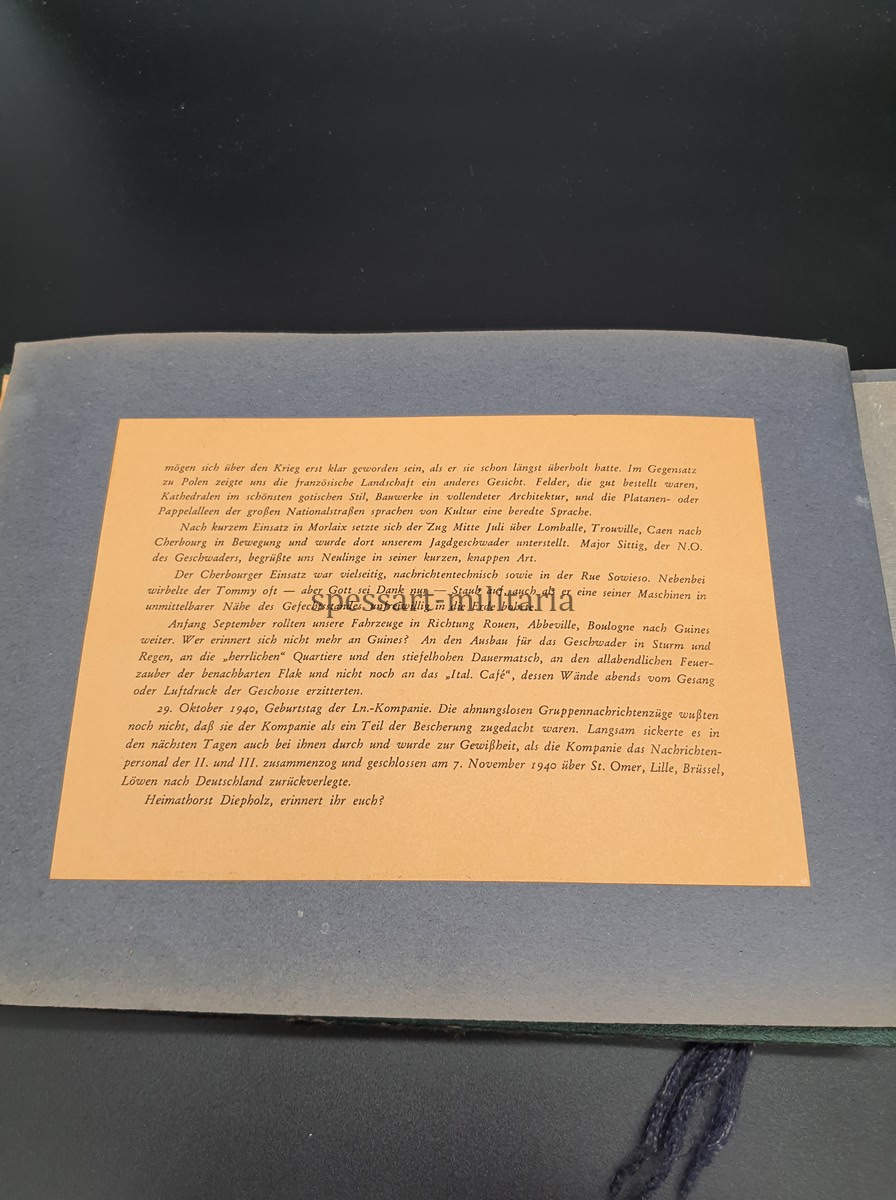 mögen sich über den Krieg erst klar geworden sein, als er sie schon längst überholt hatte. Im Gegensatz
zu Polen zeigte uns die französische Landschaft ein anderes Gesicht. Felder, die gut bestellt waren,
Kathedralen im schönsten gotischen Stil, Bauwerke in vollendeter Architektur, und die Platanen- oder
Pappelalleen der großen Nationalstraßen sprachen von Kultur eine beredte Sprache.
Nach kurzem Einsatz in Morlaix setzte sich der Zug Mitte Juli über Lomballe, Trouville, Caen nach
Cherbourg in Bewegung und wurde dort unserem Jagdgeschwader unterstellt. Major Sittig, der N.O.
des Geschwaders, begrüßte uns Neulinge in seiner kurzen, knappen Art.
Der Cherbourger Einsatz war vielseitig, nachrichtentechnisch sowie in der Rue Sowieso. Nebenbei
wirbelte der Tommy oft — aber Gott sei Dank nur — Staub auf, auch als er eine seiner Maschinen in
unmittelbarer Nähe des Gefechtsstandes unfreiwillig in die Erde bohrte.
spessart-militaria
Anfang September rollten unsere Fahrzeuge in Richtung Rouen, Abbeville, Boulogne nach Guines
weiter. Wer erinnert sich nicht mehr an Guines? An den Ausbau für das Geschwader in Sturm und
Regen, an die „herrlichen“ Quartiere und den stiefelhohen Dauermatsch, an den allabendlichen Feuer-
zauber der benachbarten Flak und nicht noch an das „Ital. Café“, dessen Wände abends vom Gesang
oder Luftdruck der Geschosse erzitterten.
29. Oktober 1940, Geburtstag der Ln.-Kompanie. Die ahnungslosen Gruppennachrichtenzüge wußten
noch nicht, daß sie der Kompanie als ein Teil der Bescherung zugedacht waren. Langsam sickerte es in
den nächsten Tagen auch bei ihnen durch und wurde zur Gewißheit, als die Kompanie das Nachrichten-
personal der II. und III. zusammenzog und geschlossen am 7. November 1940 über St. Omer, Lille, Brüssel,
Löwen nach Deutschland zurückverlegte.
Heimathorst Diepholz, erinnert ihr euch?